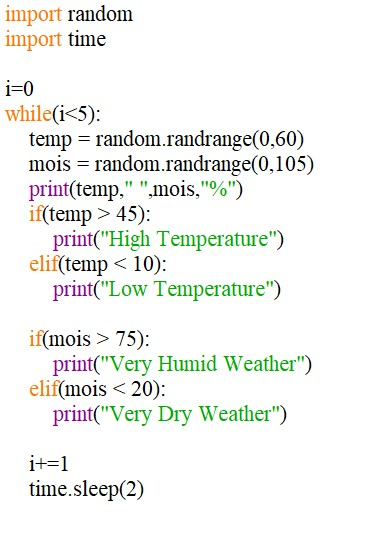 import random
import time
i=0
while(i<5):
    temp = random.randrange(0,60)
    mois = random.randrange(0,105)
    print(temp," ",mois,"%")
    if(temp > 45):
        print("High Temperature")
    elif(temp < 10):
        print("Low Temperature")
    if(mois > 75):
        print("Very Humid Weather")
    elif(mois < 20):
        print("Very Dry Weather")
    i+=1
    time.sleep(2)